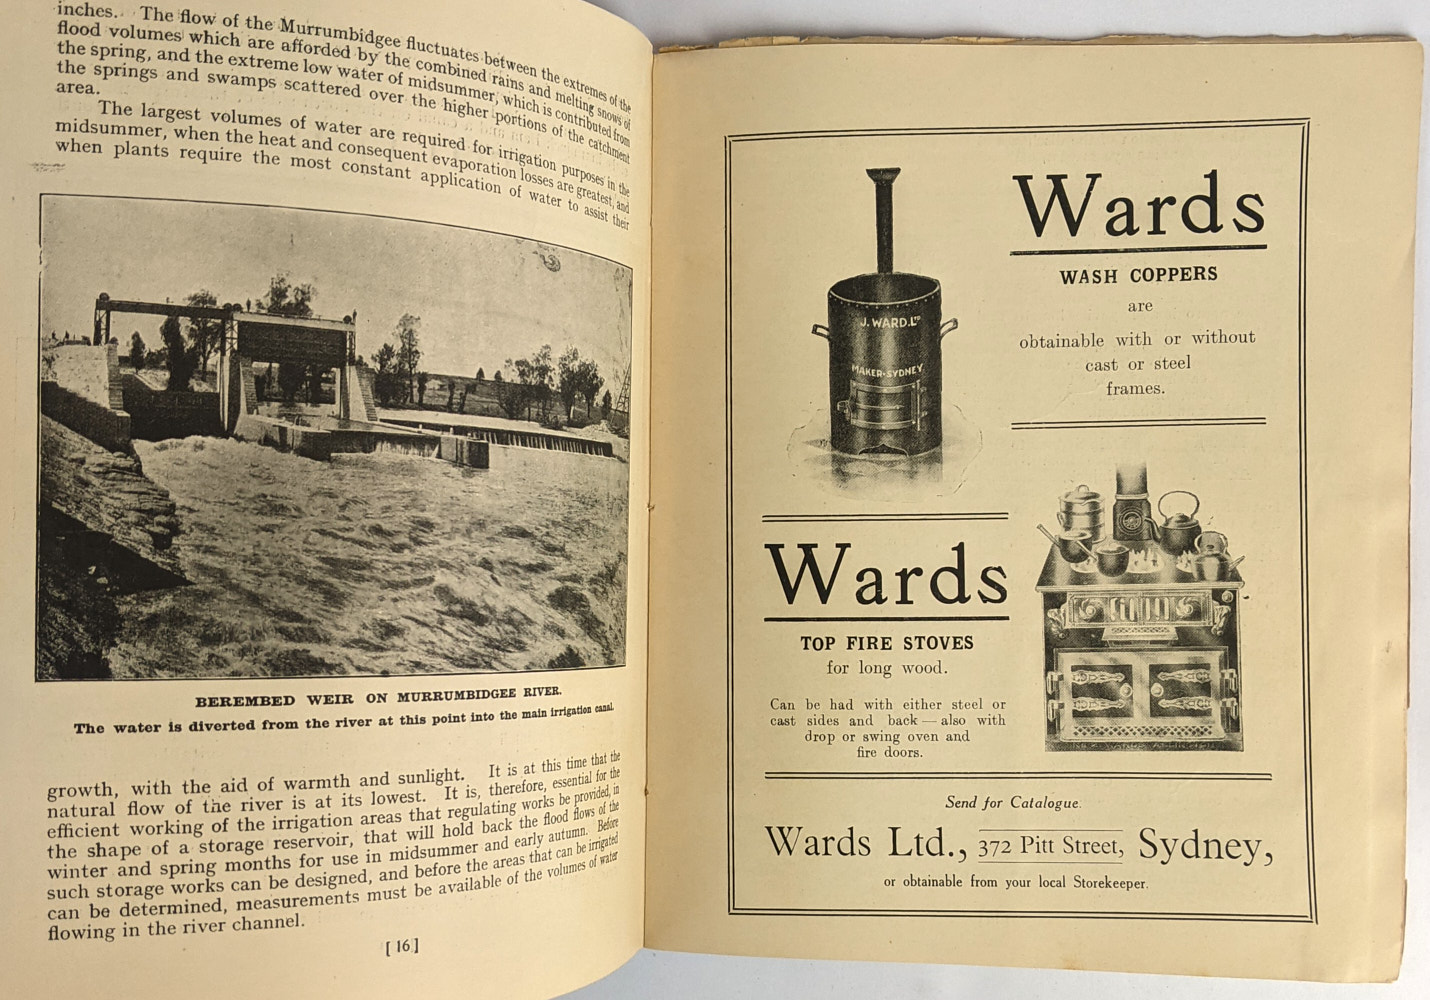 inches. The flow of the Murrumbidgee fluctuates between the extremes of the
flood volumes which are afforded by the combined rains and melting snows of
the spring, and the extreme low water of midsummer, which is contributed from
the springs and swamps scattered over the higher portions of the catchment
area.
The largest volumes of water are required for irrigation purposes in the
midsummer, when the heat and consequent evaporation losses are greatest, and
when plants require the most constant application of water to assist their
BEREMBED WEIR ON MURRUMBIDGEE RIVER.
The water is diverted from the river at this point into the main irrigation canal.
growth, with the aid of warmth and sunlight. It is at this time that the
natural flow of the river is at its lowest. It is, therefore, essential for the
efficient working of the irrigation areas that regulating works be provided, in
the shape of a storage reservoir, that will hold back the flood flows of the
winter and spring months for use in midsummer and early autumn. Before
such storage works can be designed, and before the areas that can be irrigated
can be determined, measurements must be available of the volumes of water
flowing in the river channel.
[ 16 ]
J. WARD. LTD
MAKER-SYDNEY
Wards
WASH COPPERS
are
obtainable with or without
cast or steel
frames.
Wards
TOP FIRE STOVES
for long wood.
Can be had with either steel or
cast sides and back — also with
drop or swing oven and
fire doors.
Send for Catalogue.
Wards Ltd., 372 Pitt Street, Sydney,
or obtainable from your local Storekeeper.